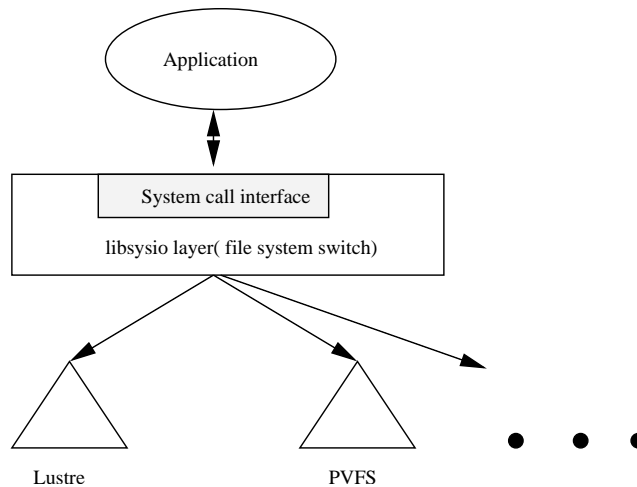 Application
System call interface
libsysio layer( file system switch)
Lustre
PVFS